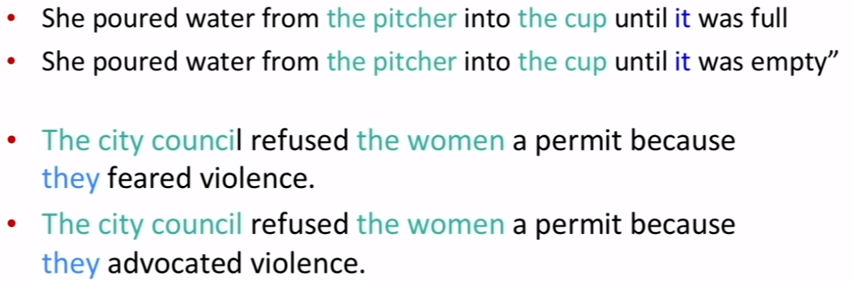 • She poured water from the pitcher into the cup until it was full
• She poured water from the pitcher into the cup until it was empty”
• The city council refused the women a permit because
they feared violence.
• The city council refused the women a permit because
they advocated violence.